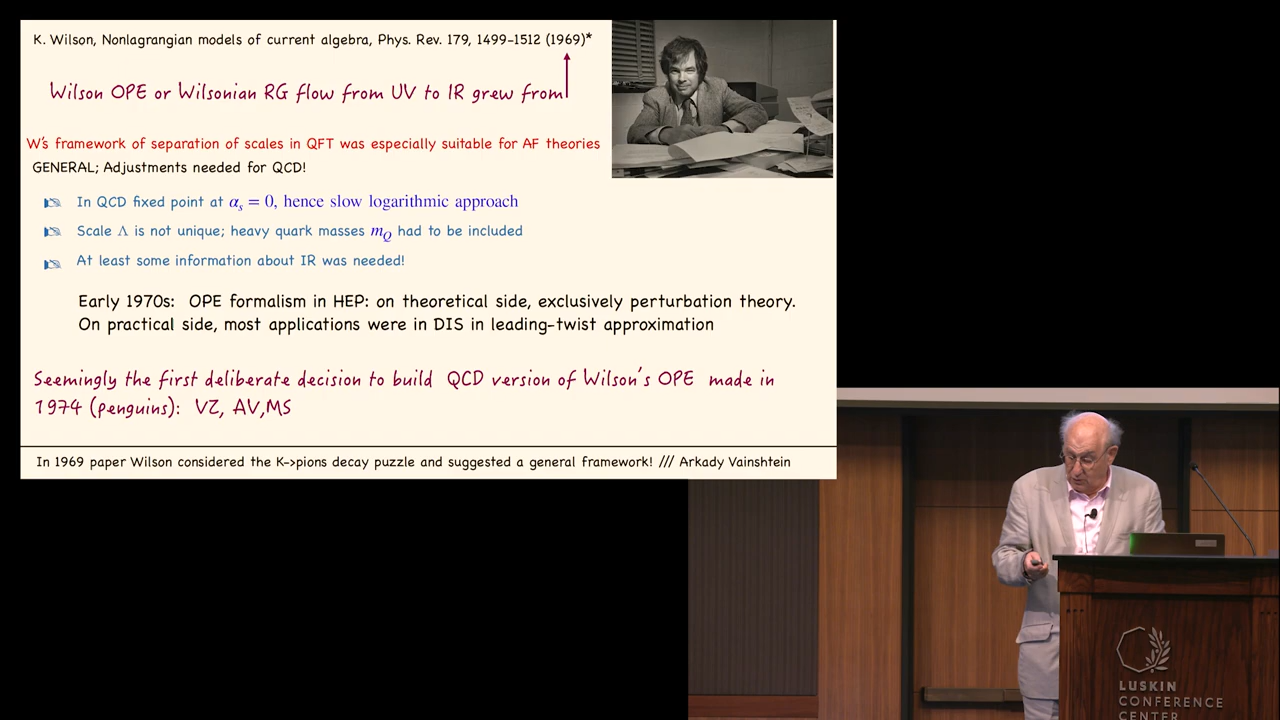 K. Wilson, Nonlagrangian models of current algebra, Phys. Rev. 179, 1499-1512 (1969)*
Wilson OPE or Wilsonian RG flow from UV to IR grew from
W's framework of separation of scales in QFT was especially suitable for AF theories
GENERAL; Adjustments needed for QCD!
In QCD fixed point at αs = 0, hence slow logarithmic approach
Scale Λ is not unique; heavy quark masses mQ had to be included
At least some information about IR was needed!
Early 1970s: OPE formalism in HEP: on theoretical side, exclusively perturbation theory.
On practical side, most applications were in DIS in leading-twist approximation
Seemingly the first deliberate decision to build QCD version of Wilson's OPE made in
1974 (penguins): VZ, AV,MS
In 1969 paper Wilson considered the K->pions decay puzzle and suggested a general framework! /// Arkady Vainshtein
LUSKIN
CONFERENCE
CENTER